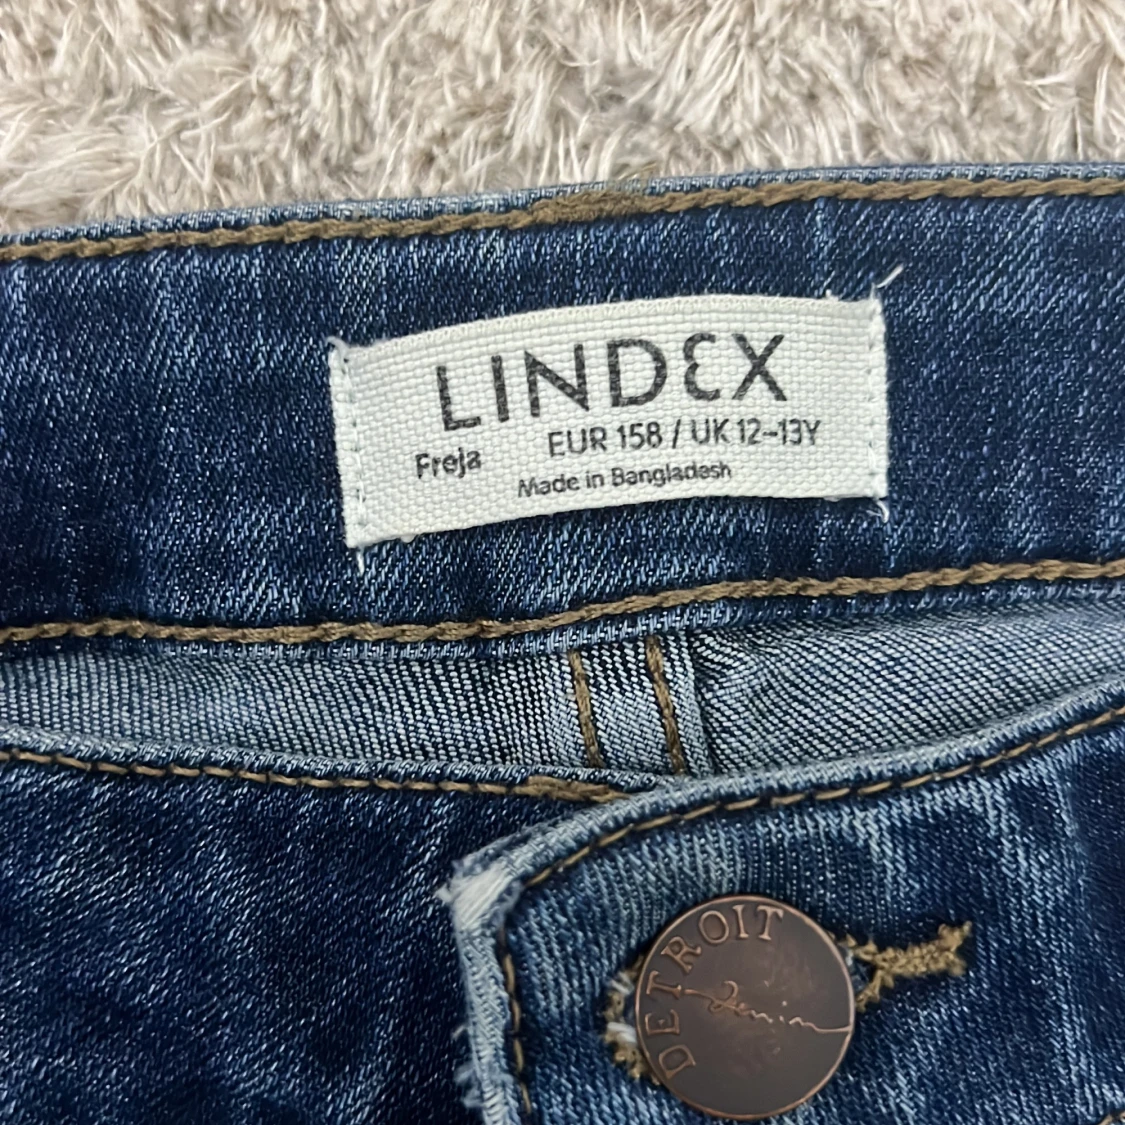 LINDEX
Freja EUR 158 / UK 12-13Y
Made in Bangladesh
DETROIT
Denim